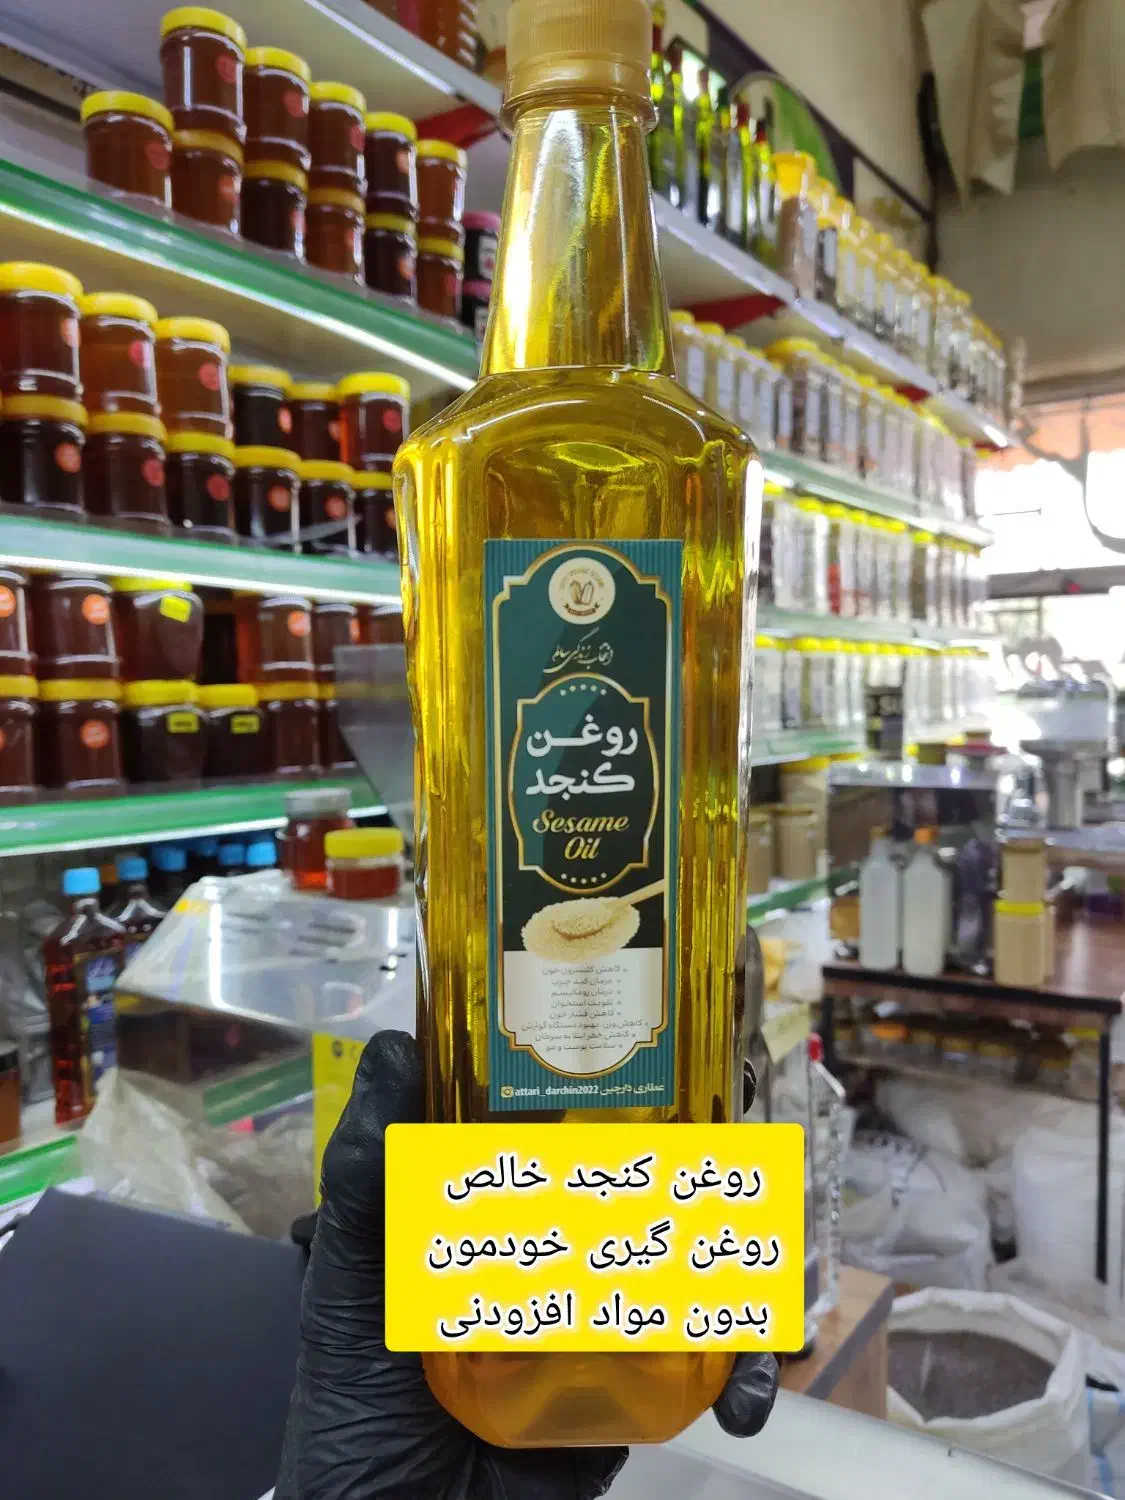 انتخاب زندگی سالم
روغن
کنجد
Sesame
Oil
کاهش کلسترول خون
درمان کبد چرب
درمان روماتیسم
تقویت استخوان
کاهش فشار خون
کاهش وزن بهبود دستگاه گوارش
کاهش خطر ابتلا به سرطان
سلامت پوست و مو
عطاری دارچین attari_darchin2022
روغن کنجد خالص
روغن گیری خودمون
بدون مواد افزودنی